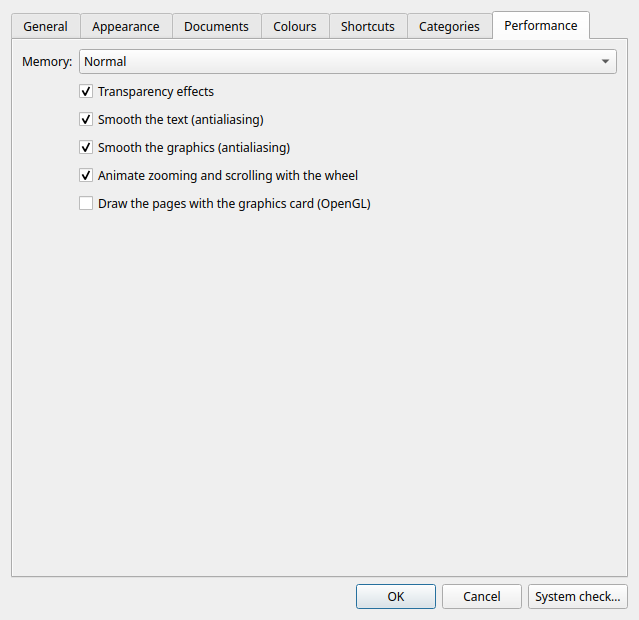 General Appearance Documents Colours Shortcuts Categories Performance
Memory: Normal
Transparency effects
Smooth the text (antialiasing)
Smooth the graphics (antialiasing)
Animate zooming and scrolling with the wheel
Draw the pages with the graphics card (OpenGL)
OK Cancel System check...